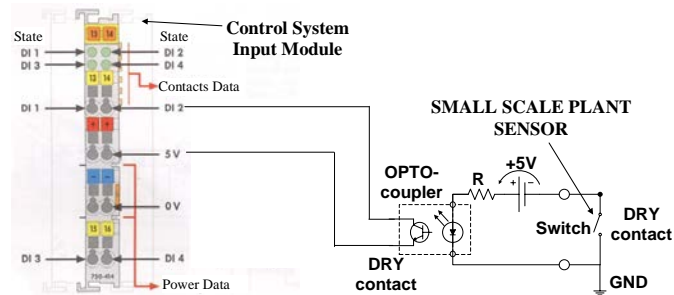 Control System
Input Module
State
State
13 14
DI 1
DI 2
DI 3
DI 4
13 14
Contacts Data
DI 1
DI 2
+ +
5 V
- -
0 V
15 16
DI 3
DI 4
750-414
Power Data
SMALL SCALE PLANT
SENSOR
OPTO-
coupler
R
+5V
+ -
Switch
DRY
contact
DRY
contact
GND